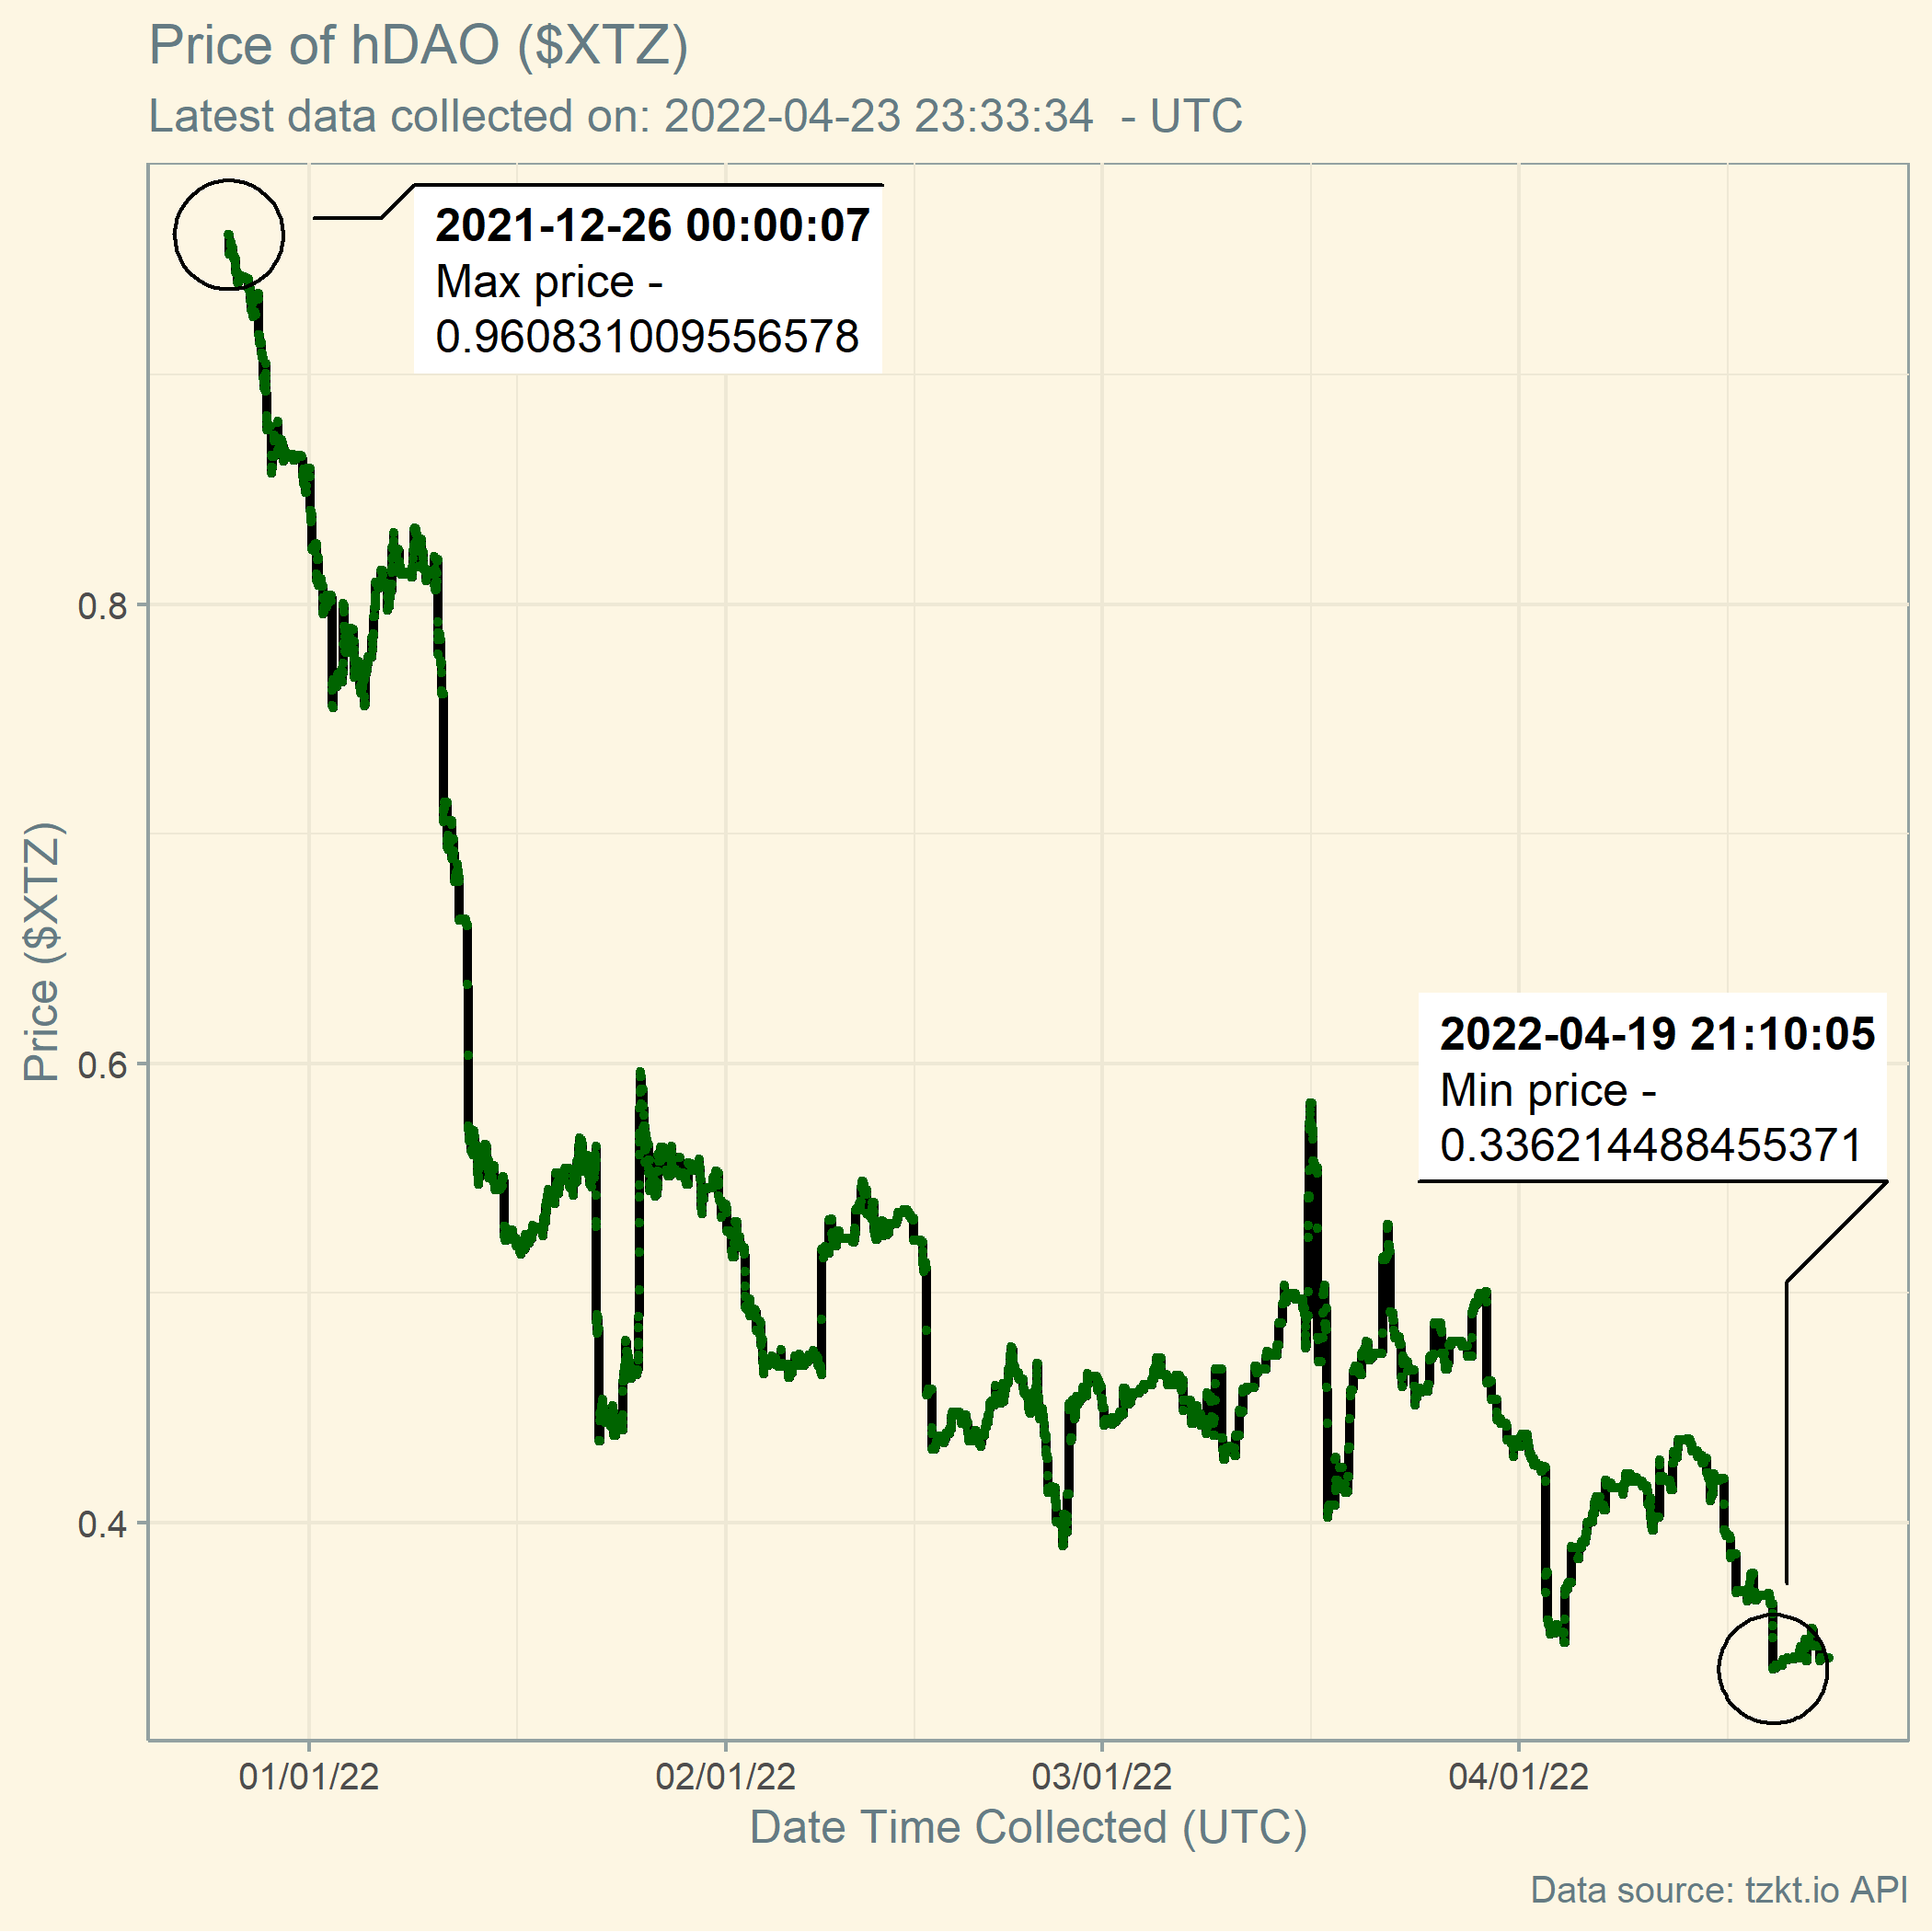 Price of hDAO ($XTZ)
Latest data collected on: 2022-04-23 23:33:34  - UTC
2021-12-26 00:00:07
Max price -
0.960831009556578
0.8
0.6
0.4
Price ($XTZ)
2022-04-19 21:10:05
Min price -
0.336214488455371
01/01/22
02/01/22
03/01/22
04/01/22
Date Time Collected (UTC)
Data source: tzkt.io API